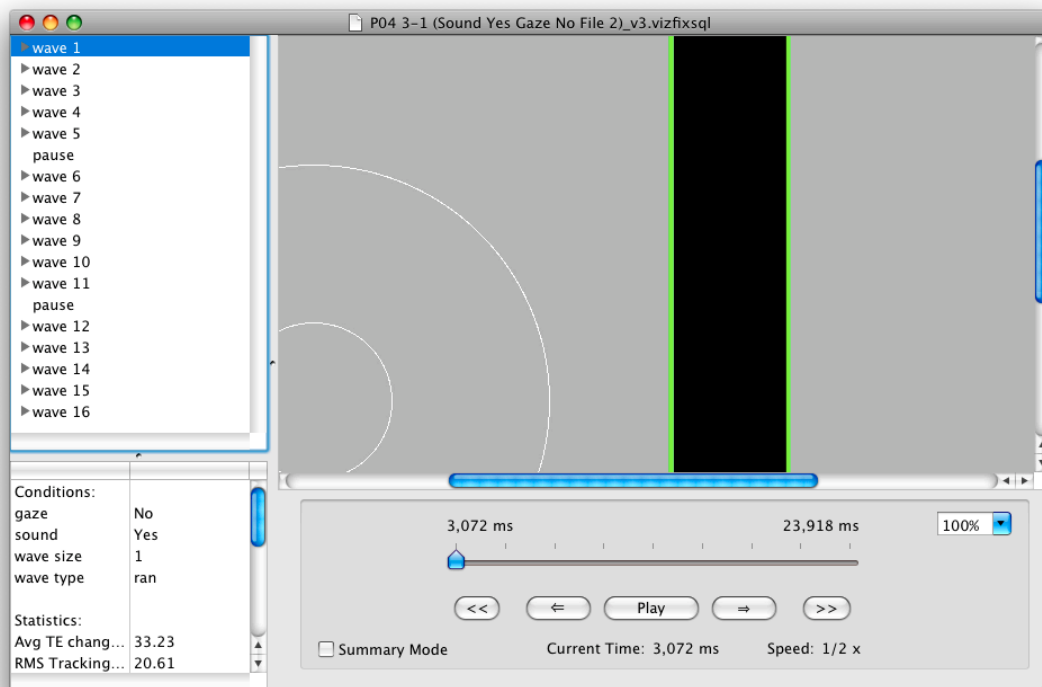 P04 3-1 (Sound Yes Gaze No File 2)_v3.vizfixsql
wave 1
wave 2
wave 3
wave 4
wave 5
pause
wave 6
wave 7
wave 8
wave 9
wave 10
wave 11
pause
wave 12
wave 13
wave 14
wave 15
wave 16
Conditions:
gaze No
sound Yes
wave size 1
wave type ran
Statistics:
Avg TE chang... 33.23
RMS Tracking... 20.61
3,072 ms 23,918 ms
100%
<< ⇐ Play ⇒ >>
Summary Mode Current Time: 3,072 ms Speed: 1/2 x